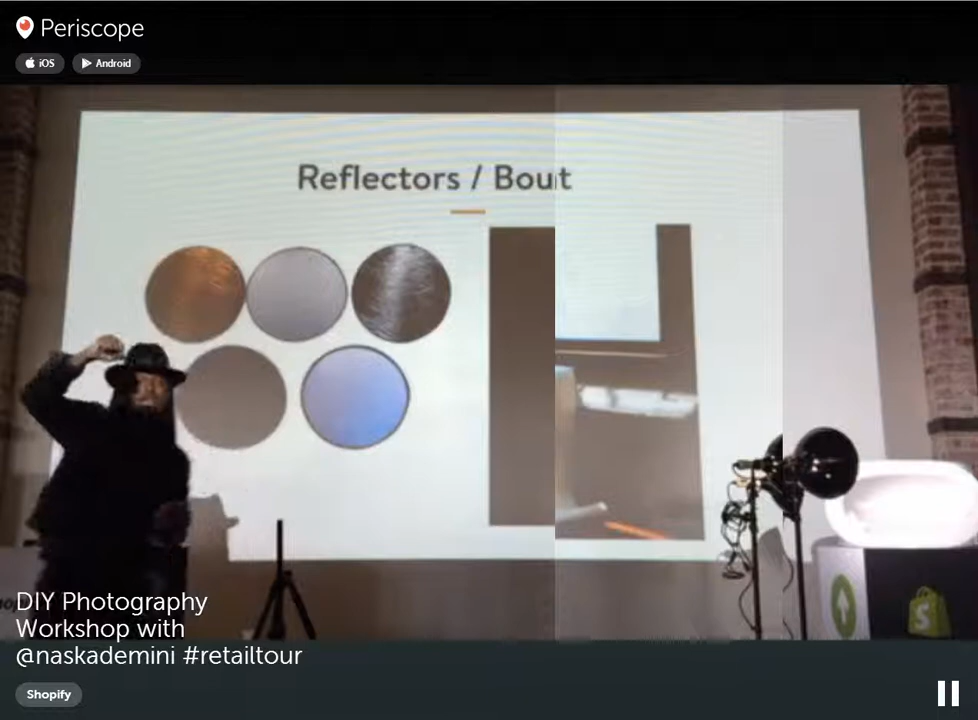 Periscope
iOS
Android
Reflectors / Bout
DIY Photography
Workshop with
@naskademini #retailtour
Shopify